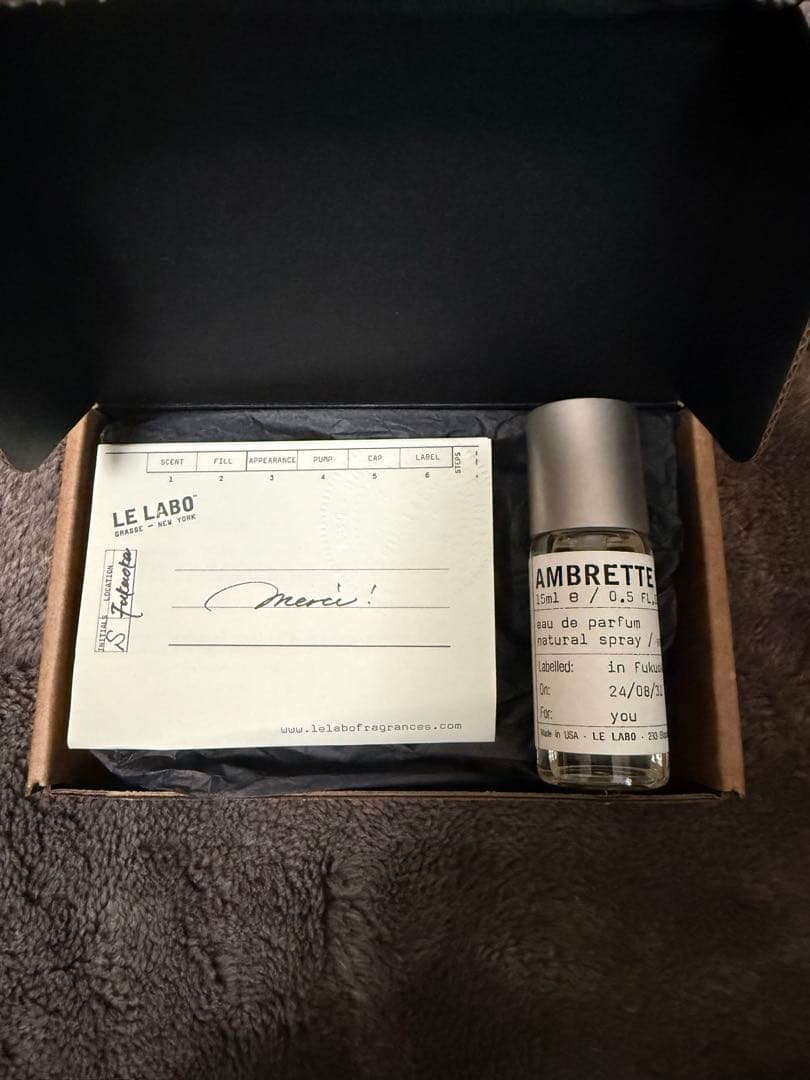 SCENT FILL APPEARANCE PUMP CAP LABEL STEPS
1 2 3 4 5 6
LE LABO
GRASSE — NEW YORK
INITIALS LOCATION
S Fukuoka
Merci!
www.lelabofragrances.com
AMBRETTE
15ml e / 0.5 FL.
eau de parfum
natural spray /
Labelled: in Fukuo
On: 24/08/31
For: you
Made in USA · LE LABO · 233